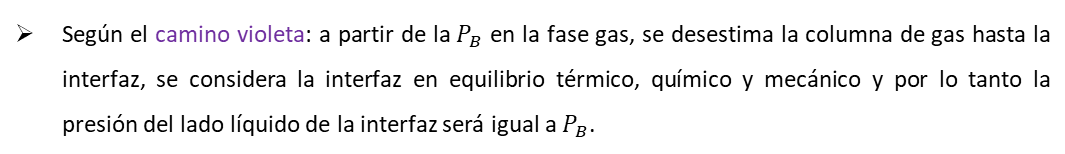 ➢ Según el camino violeta: a partir de la P_B en la fase gas, se desestima la columna de gas hasta la
interfaz, se considera la interfaz en equilibrio térmico, químico y mecánico y por lo tanto la
presión del lado líquido de la interfaz será igual a P_B.